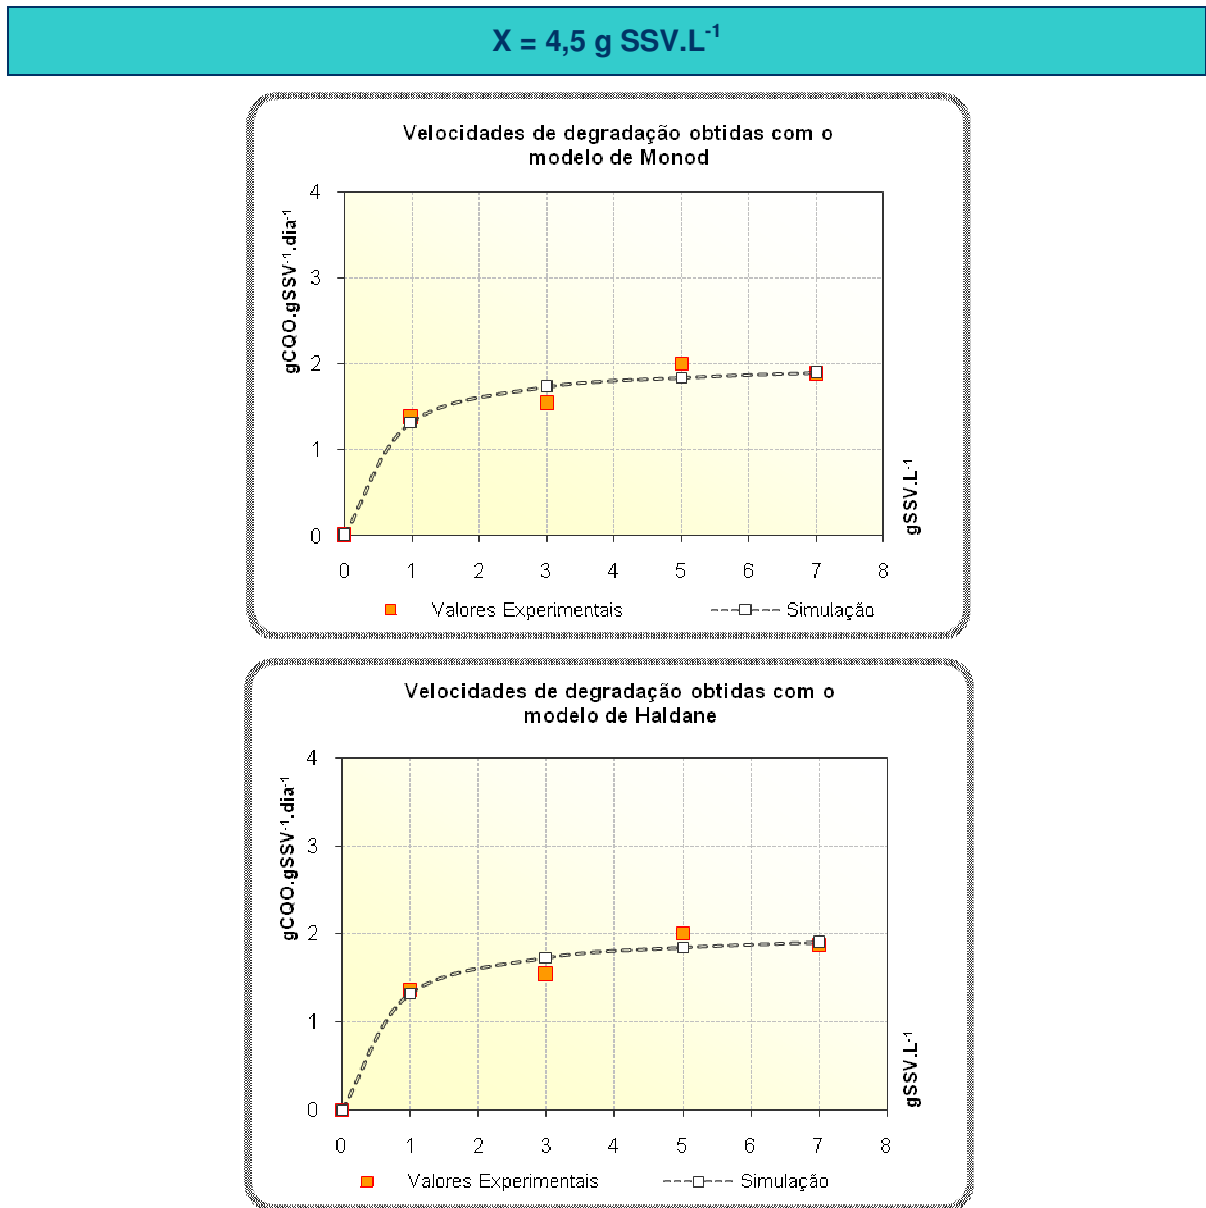 X = 4,5 g SSV.L⁻¹
Velocidades de degradação obtidas com o
modelo de Monod
gCQO.gSSV⁻¹.dia⁻¹
4
3
2
1
0
0 1 2 3 4 5 6 7 8
gSSV.L⁻¹
Valores Experimentais Simulação
Velocidades de degradação obtidas com o
modelo de Haldane
gCQO.gSSV⁻¹.dia⁻¹
4
3
2
1
0
0 1 2 3 4 5 6 7 8
gSSV.L⁻¹
Valores Experimentais Simulação